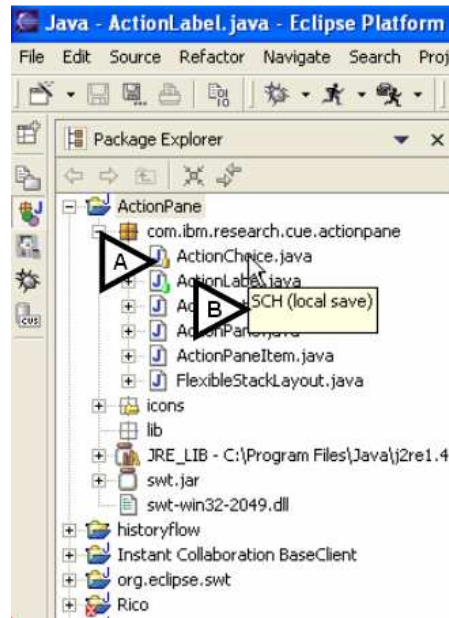 Java - ActionLabel.java - Eclipse Platform
File Edit Source Refactor Navigate Search Proj
Package Explorer
ActionPane
com.ibm.research.cue.actionpane
A ActionChoice.java
ActionLabel.java
B SCH (local save)
ActionPaneItem.java
FlexibleStackLayout.java
icons
lib
JRE_LIB - C:\Program Files\Java\j2re1.4
swt.jar
swt-win32-2049.dll
historyflow
Instant Collaboration BaseClient
org.eclipse.swt
Rico